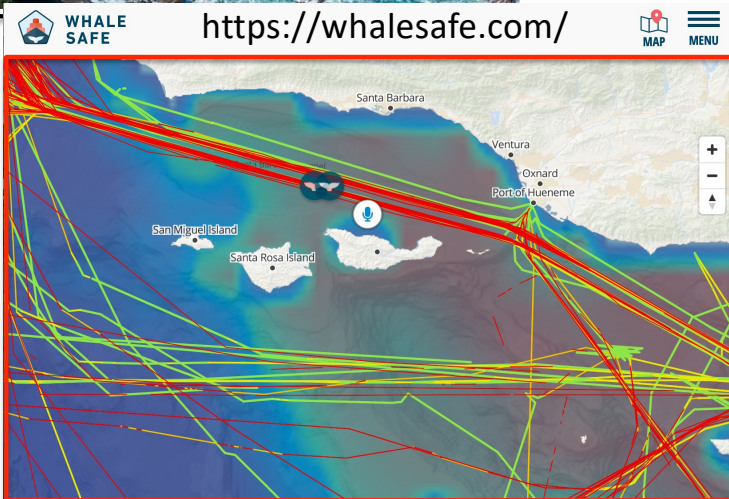 WHALE
SAFE
https://whalesafe.com/
MAP
MENU
Santa Barbara
Ventura
Oxnard
Port of Hueneme
San Miguel Island
Santa Rosa Island
+
−